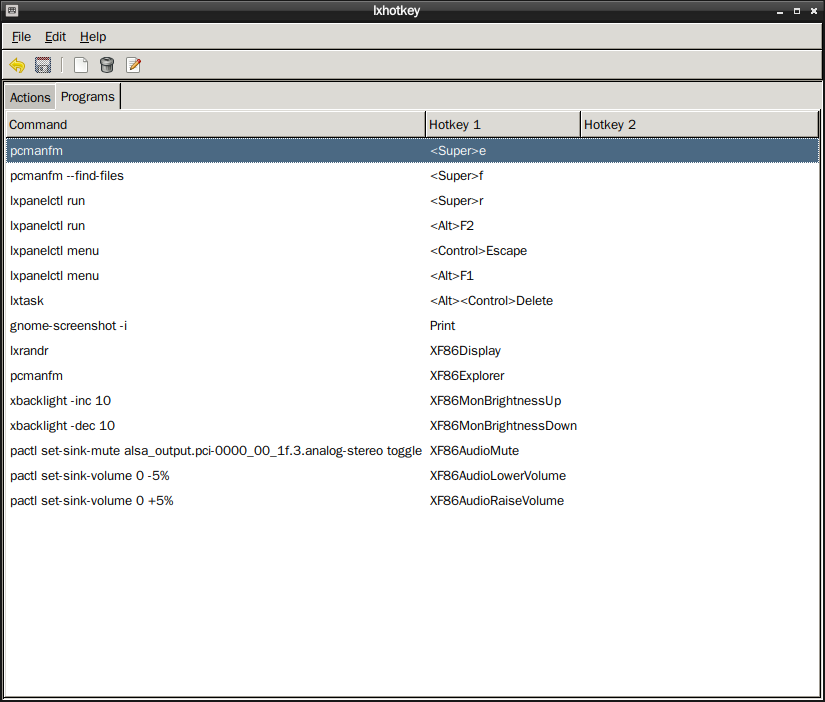 lxhotkey
File Edit Help
Actions Programs
Command Hotkey 1 Hotkey 2
pcmanfm <Super>e
pcmanfm --find-files <Super>f
lxpanelctl run <Super>r
lxpanelctl run <Alt>F2
lxpanelctl menu <Control>Escape
lxpanelctl menu <Alt>F1
lxtask <Alt><Control>Delete
gnome-screenshot -i Print
lxrandr XF86Display
pcmanfm XF86Explorer
xbacklight -inc 10 XF86MonBrightnessUp
xbacklight -dec 10 XF86MonBrightnessDown
pactl set-sink-mute alsa_output.pci-0000_00_1f.3.analog-stereo toggle XF86AudioMute
pactl set-sink-volume 0 -5% XF86AudioLowerVolume
pactl set-sink-volume 0 +5% XF86AudioRaiseVolume